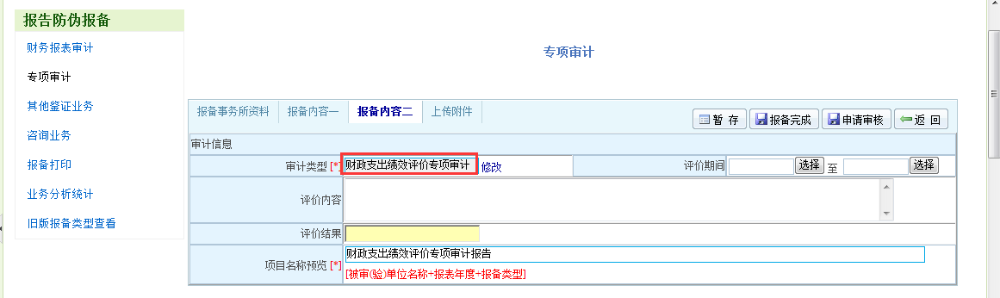 报告防伪报备
财务报表审计
专项审计
其他鉴证业务
咨询业务
报备打印
业务分析统计
旧版报备类型查看
专项审计
报备事务所资料 报备内容一 报备内容二 上传附件
暂 存 报备完成 申请审核 返 回
审计信息
审计类型 [*] 财政支出绩效评价专项审计 修改 评价期间 选择 至 选择
评价内容
评价结果
项目名称预览 [*] 财政支出绩效评价专项审计报告
[被审(验)单位名称+报表年度+报备类型]